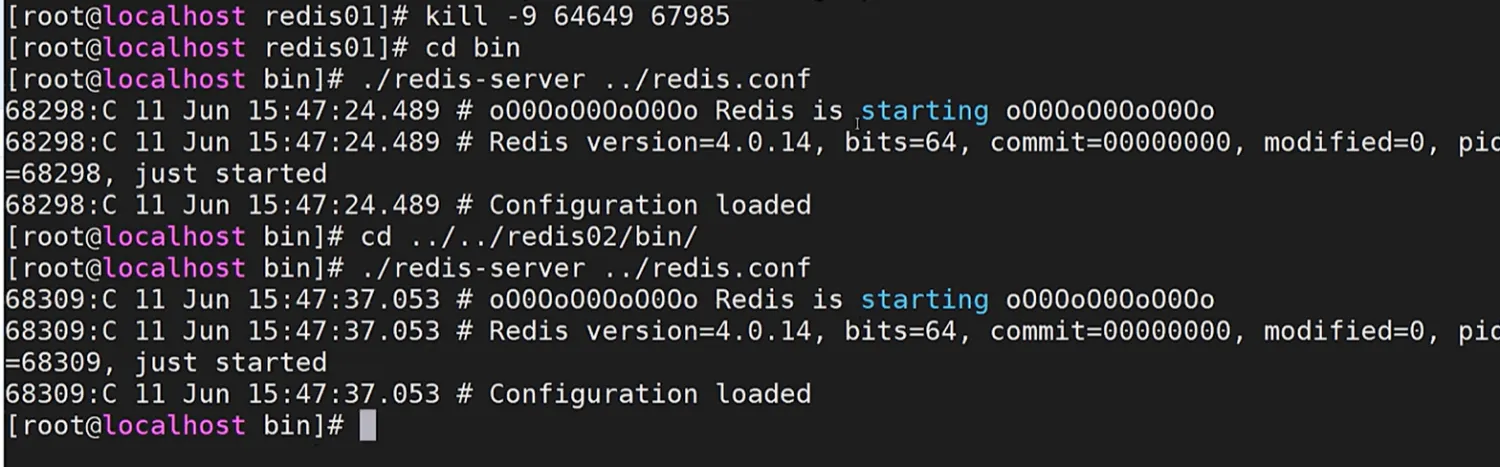 [root@localhost redis01]# kill -9 64649 67985
[root@localhost redis01]# cd bin
[root@localhost bin]# ./redis-server ../redis.conf
68298:C 11 Jun 15:47:24.489 # oO0OoO0OoO0Oo Redis is starting oO0OoO0OoO0Oo
68298:C 11 Jun 15:47:24.489 # Redis version=4.0.14, bits=64, commit=00000000, modified=0, pid
=68298, just started
68298:C 11 Jun 15:47:24.489 # Configuration loaded
[root@localhost bin]# cd ../../redis02/bin/
[root@localhost bin]# ./redis-server ../redis.conf
68309:C 11 Jun 15:47:37.053 # oO0OoO0OoO0Oo Redis is starting oO0OoO0OoO0Oo
68309:C 11 Jun 15:47:37.053 # Redis version=4.0.14, bits=64, commit=00000000, modified=0, pid
=68309, just started
68309:C 11 Jun 15:47:37.053 # Configuration loaded
[root@localhost bin]#